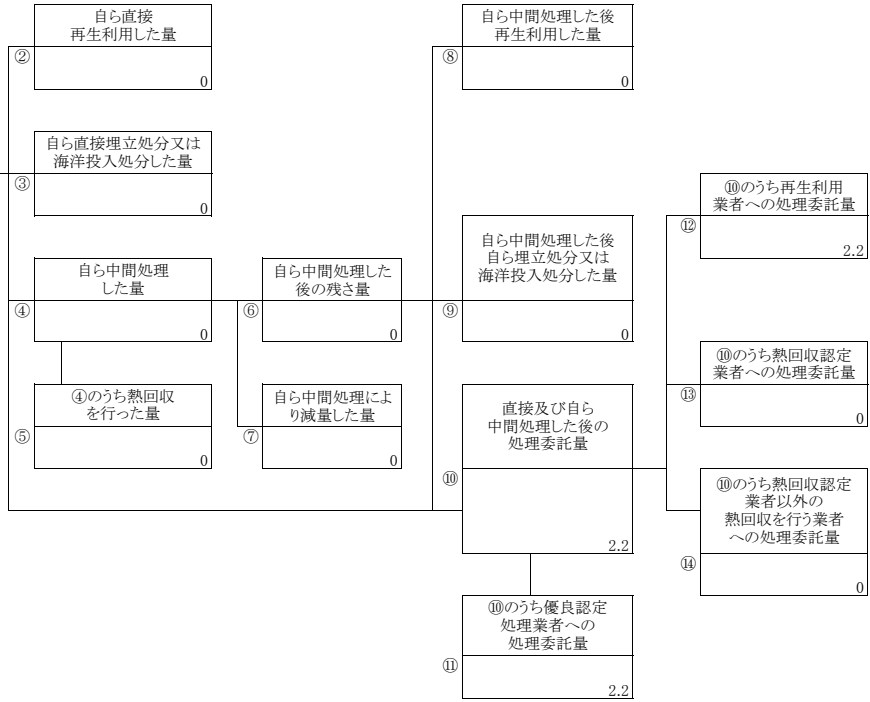 自ら直接
再生利用した量
②
0
自ら直接埋立処分又は
海洋投入処分した量
③
0
自ら中間処理
した量
④
0
④のうち熱回収
を行った量
⑤
0
自ら中間処理した
後の残さ量
⑥
0
自ら中間処理によ
り減量した量
⑦
0
自ら中間処理した後
再生利用した量
⑧
0
自ら中間処理した後
自ら埋立処分又は
海洋投入処分した量
⑨
0
直接及び自ら
中間処理した後の
処理委託量
⑩
2.2
⑩のうち優良認定
処理業者への
処理委託量
⑪
2.2
⑩のうち再生利用
業者への処理委託量
⑫
2.2
⑩のうち熱回収認定
業者への処理委託量
⑬
0
⑩のうち熱回収認定
業者以外の
熱回収を行う業者
への処理委託量
⑭
0